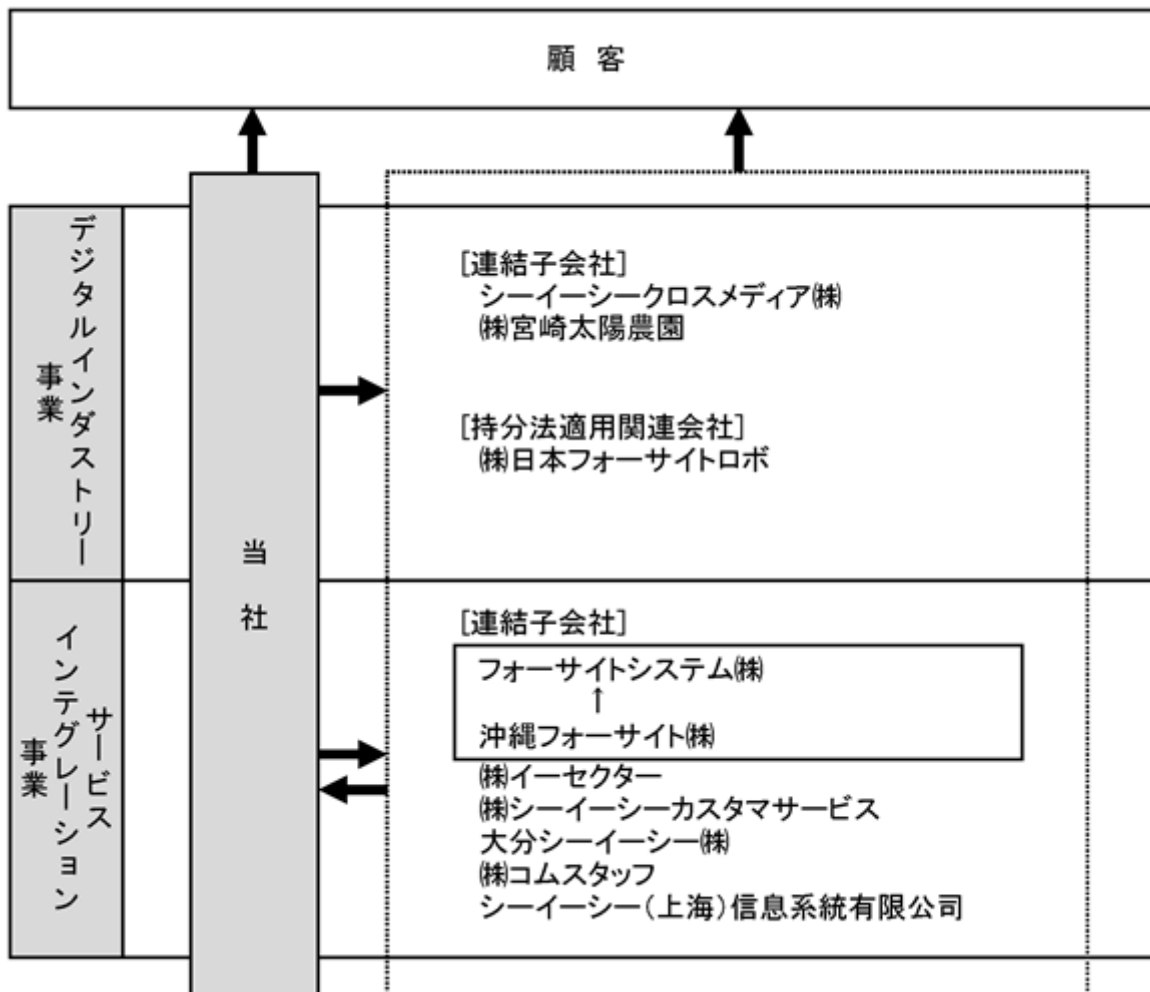 顧 客
デジタルインダストリー
事業
当
社
[連結子会社]
シーイーシークロスメディア㈱
㈱宮崎太陽農園
[持分法適用関連会社]
㈱日本フォーサイトロボ
サービス
インテグレーション
事業
[連結子会社]
フォーサイトシステム㈱
↑
沖縄フォーサイト㈱
㈱イーセクター
㈱シーイーシーカスタマサービス
大分シーイーシー㈱
㈱コムスタッフ
シーイーシー(上海)信息系統有限公司